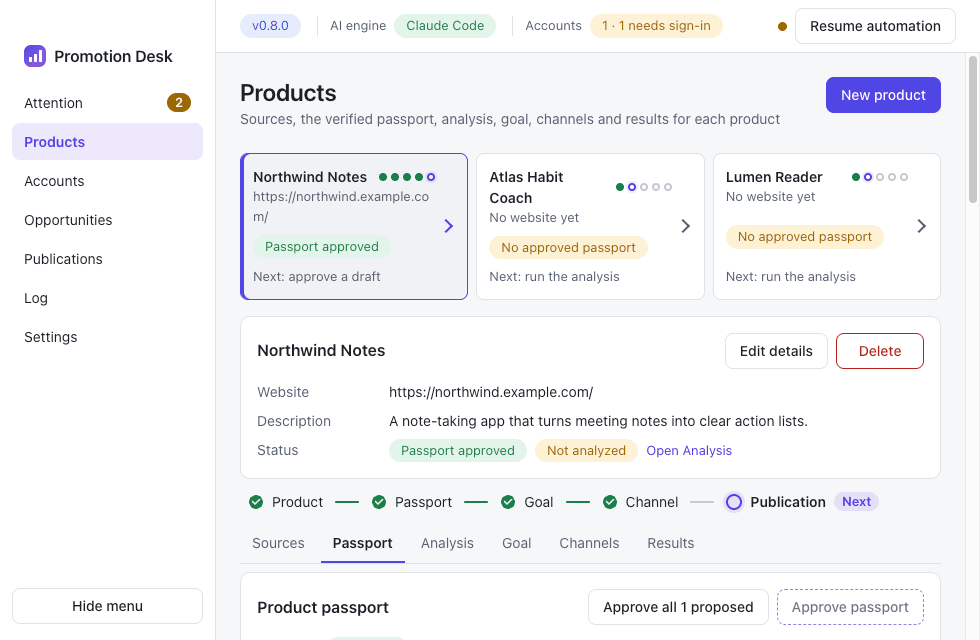 Promotion Desk
Attention 2
Products
Accounts
Opportunities
Publications
Log
Settings
Hide menu
v0.8.0 AI engine Claude Code Accounts 1 · 1 needs sign-in Resume automation
Products
Sources, the verified passport, analysis, goal, channels and results for each product
New product
Northwind Notes
https://northwind.example.co
m/
Passport approved
Next: approve a draft
Atlas Habit
Coach
No website yet
No approved passport
Next: run the analysis
Lumen Reader
No website yet
No approved passport
Next: run the analysis
Northwind Notes
Edit details Delete
Website https://northwind.example.com/
Description A note-taking app that turns meeting notes into clear action lists.
Status Passport approved Not analyzed Open Analysis
Product Passport Goal Channel Publication Next
Sources Passport Analysis Goal Channels Results
Product passport Approve all 1 proposed Approve passport